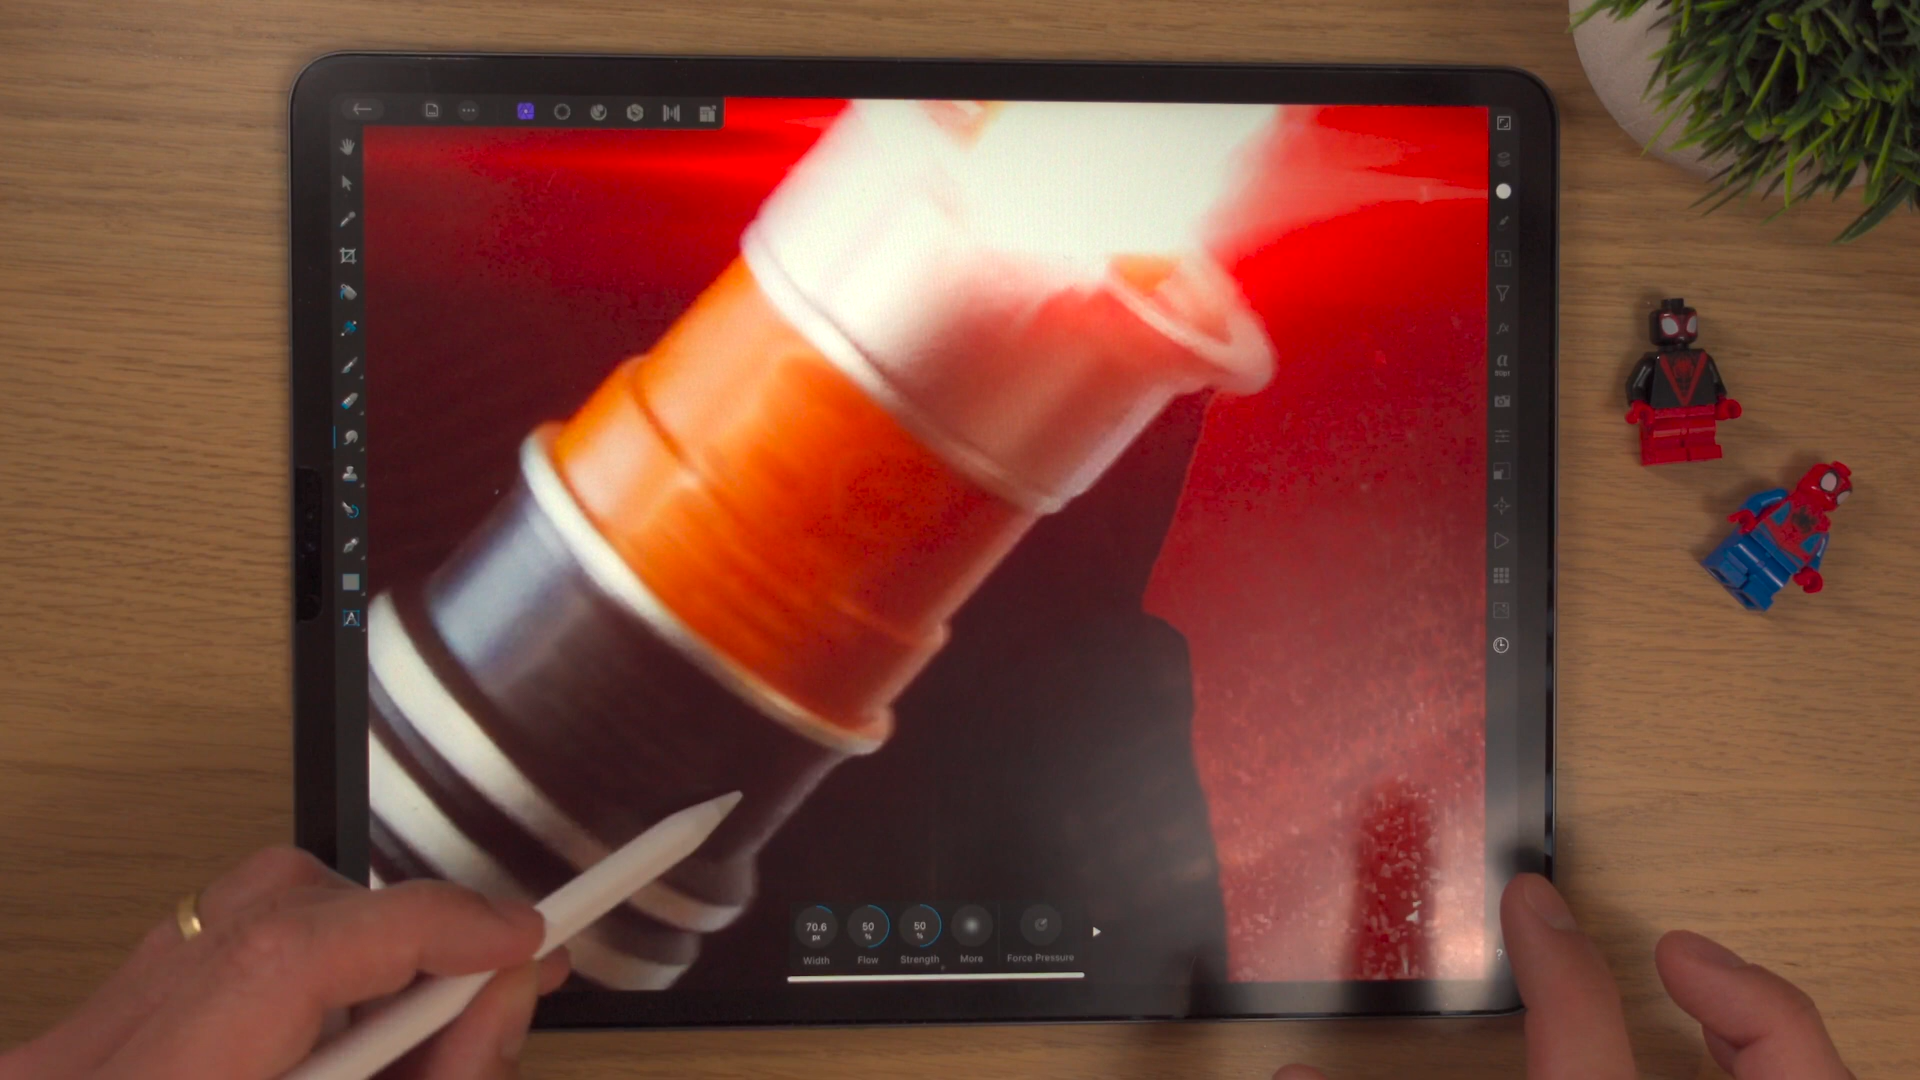 A
70.6
px
Width
50
%
Flow
50
%
Strength
More
Force Pressure
?